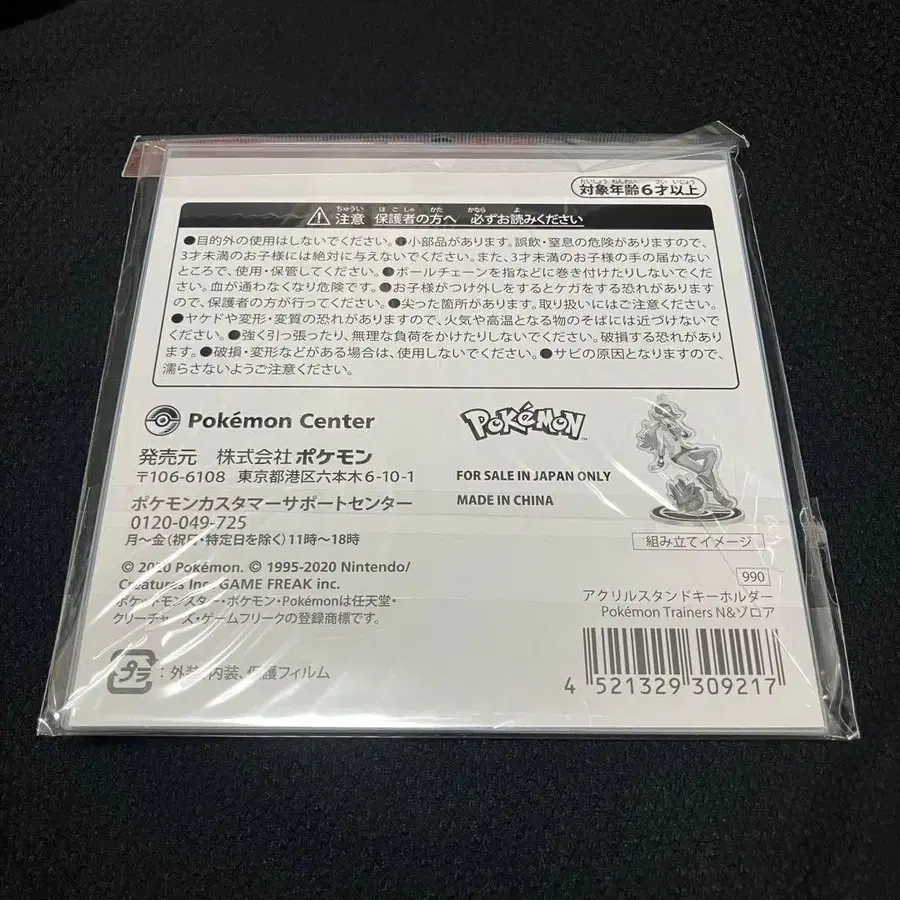 対象年齢6才以上
たいしょうねんれい さい いじょう
注意 保護者の方へ 必ずお読みください
ちゅうい ほごしゃ かた かなら よ
●目的外の使用はしないでください。●小部品があります。誤飲・窒息の危険がありますので、
3才未満のお子様には絶対に与えないでください。また、3才未満のお子様の手の届かない
ところで、使用・保管してください。●ボールチェーンを指などに巻き付けたりしないでくだ
さい。血が通わなくなり危険です。●お子様がつけ外しをするとケガをする恐れがあります
ので、保護者の方が行ってください。●尖った箇所があります。取り扱いにはご注意ください。
●ヤケドや変形・変質の恐れがありますので、火気や高温となる物のそばには近づけないで
ください。●強く引っ張ったり、無理な負荷をかけたりしないでください。破損する恐れがあり
ます。●破損・変形などがある場合は、使用しないでください。●サビの原因となりますので、
濡らさないようご注意ください。
Pokémon Center
発売元 株式会社 ポケモン
〒106-6108 東京都港区六本木6-10-1
ポケモンカスタマーサポートセンター
0120-049-725
月〜金(祝日・特定日を除く)11時〜18時
© 2020 Pokémon. © 1995-2020 Nintendo/
Creatures Inc./GAME FREAK inc.
ポケットモンスター・ポケモン・Pokémonは任天堂・
クリーチャーズ・ゲームフリークの登録商標です。
プラ
:外装、内装、保護フィルム
POKéMON™
FOR SALE IN JAPAN ONLY
MADE IN CHINA
組み立てイメージ
990
アクリルスタンドキーホルダー
Pokémon Trainers N&ゾロア
4 521329 309217